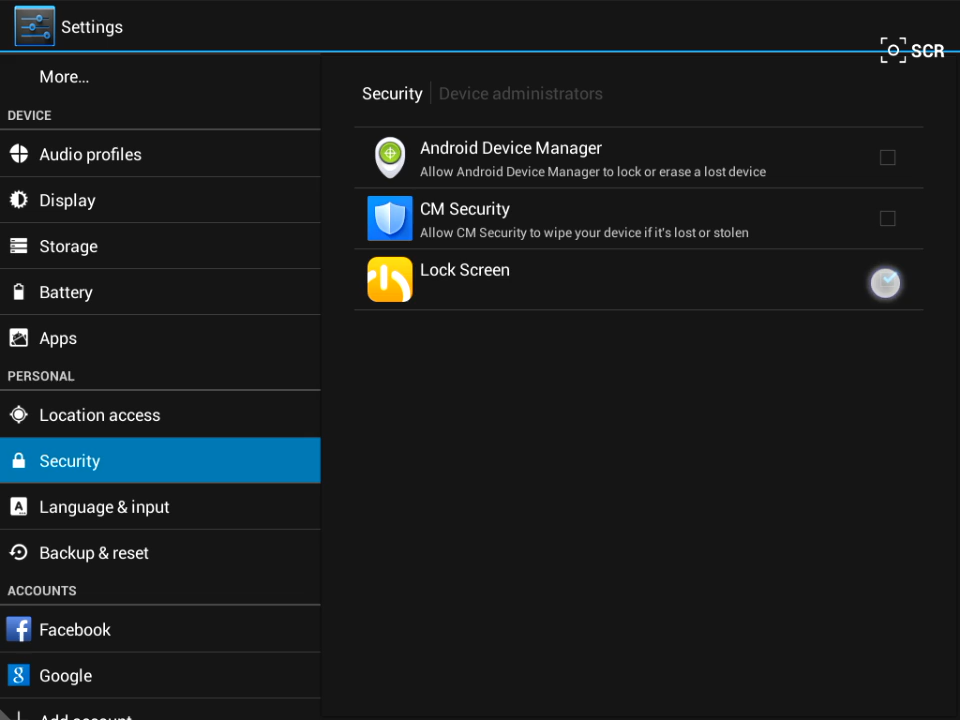 Settings
SCR
More...
DEVICE
Audio profiles
Display
Storage
Battery
Apps
PERSONAL
Location access
Security
Language & input
Backup & reset
ACCOUNTS
Facebook
Google
Add account
Security | Device administrators
Android Device Manager
Allow Android Device Manager to lock or erase a lost device
CM Security
Allow CM Security to wipe your device if it's lost or stolen
Lock Screen